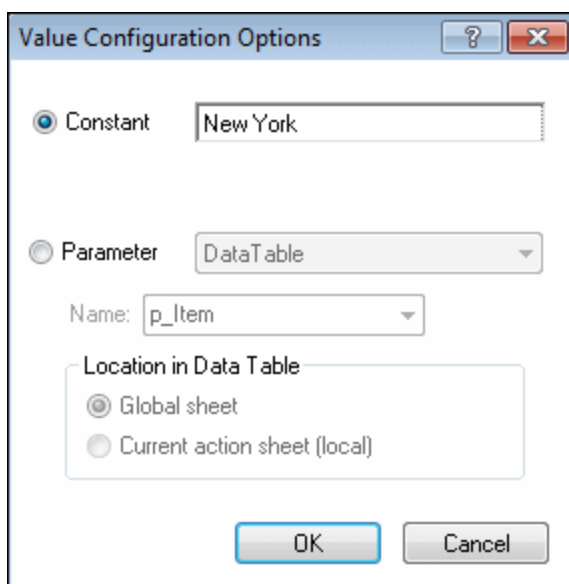 Value Configuration Options ?
Constant New York
Parameter DataTable
Name: p_Item
Location in Data Table
Global sheet
Current action sheet (local)
OK Cancel